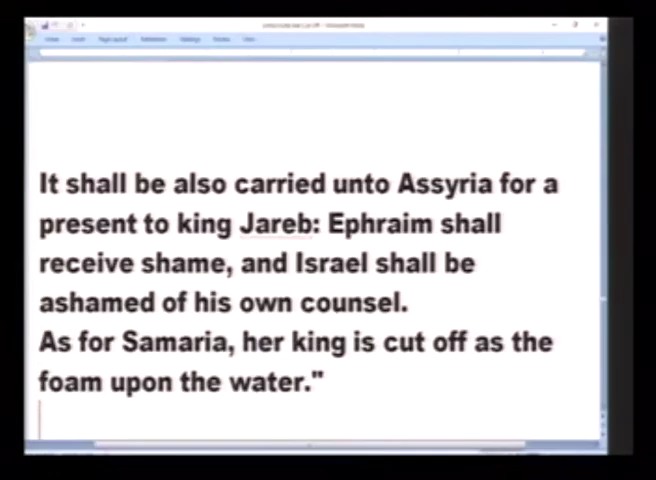 It shall be also carried unto Assyria for a
present to king Jareb: Ephraim shall
receive shame, and Israel shall be
ashamed of his own counsel.
As for Samaria, her king is cut off as the
foam upon the water."